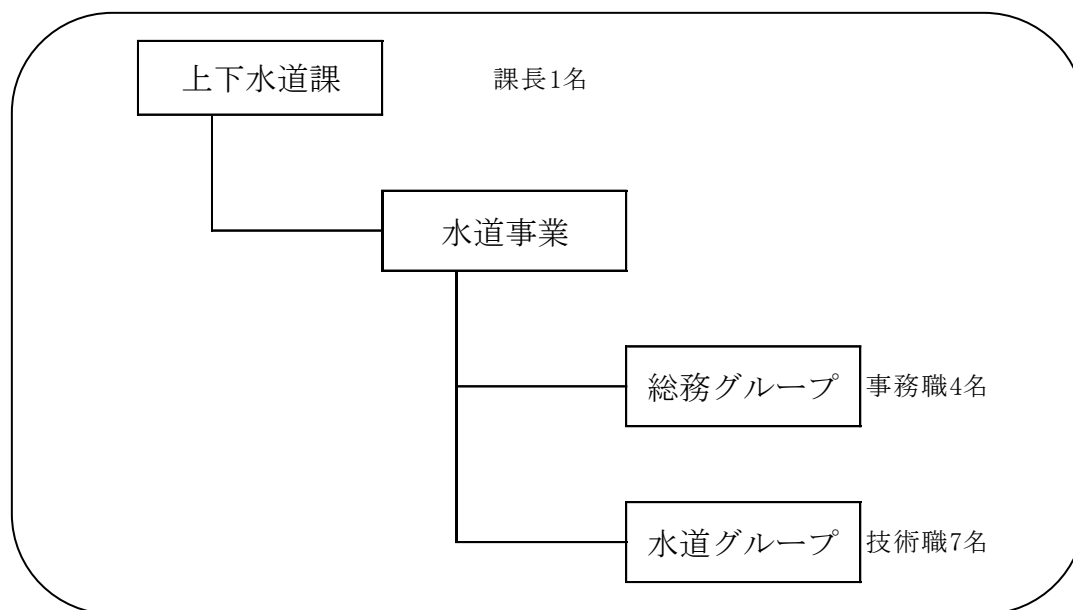 上下水道課
課長1名
水道事業
総務グループ
事務職4名
水道グループ
技術職7名